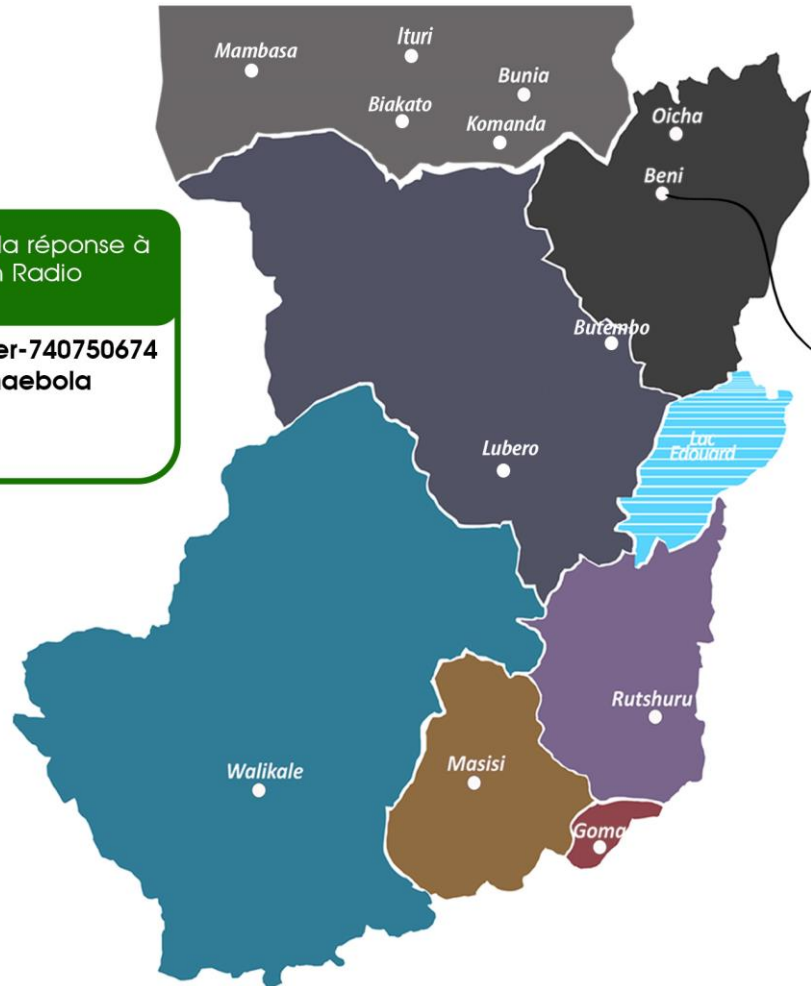 Ituri
Mambasa
Bunia
Biakato
Komanda
Oicha
Beni
la réponse à
Radio
er-740750674
aebola
Butembo
Lubero
Lac
Edouard
Rutshuru
Masisi
Walikale
Goma